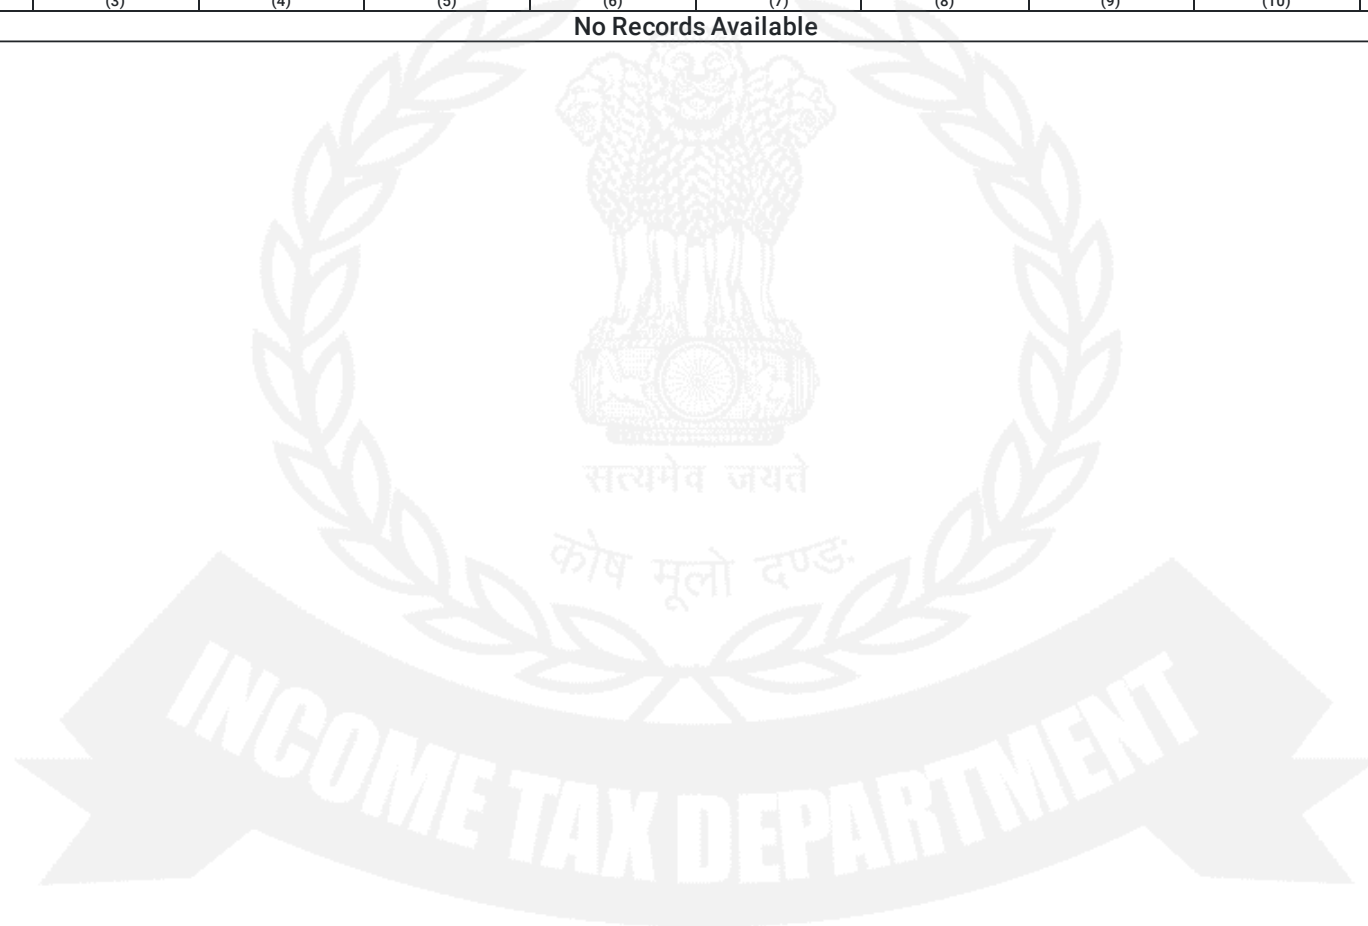 (3) (4) (5) (6) (7) (8) (9) (10)
No Records Available
सत्यमेव जयते
कोष मूलो दण्डः
INCOME TAX DEPARTMENT